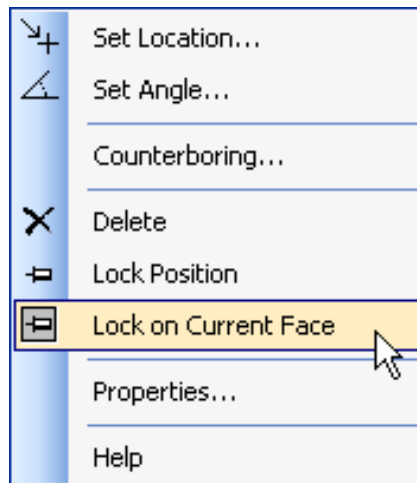 Set Location...
Set Angle...
Counterboring...
Delete
Lock Position
Lock on Current Face
Properties...
Help